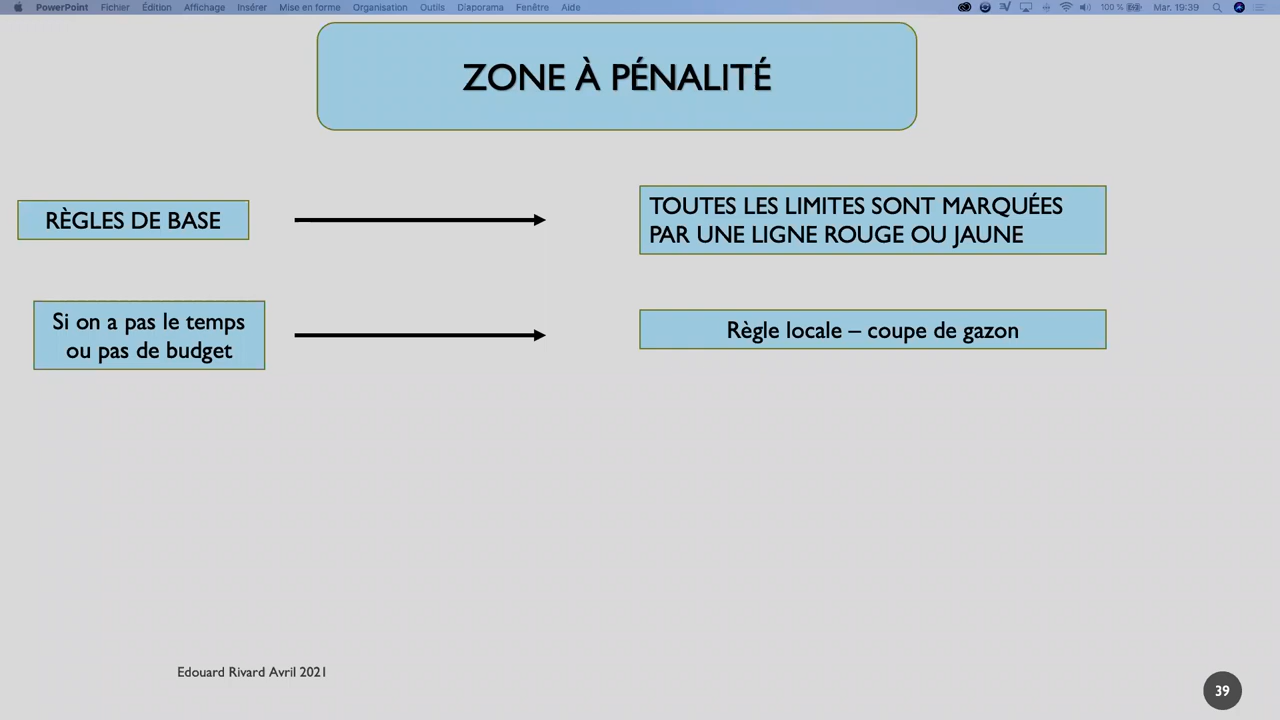 PowerPoint Fichier Édition Affichage Insérer Mise en forme Organisation Outils Diaporama Fenêtre Aide 100 % Mar. 19:39
ZONE À PÉNALITÉ
RÈGLES DE BASE
TOUTES LES LIMITES SONT MARQUÉES
PAR UNE LIGNE ROUGE OU JAUNE
Si on a pas le temps
ou pas de budget
Règle locale – coupe de gazon
Edouard Rivard Avril 2021
39